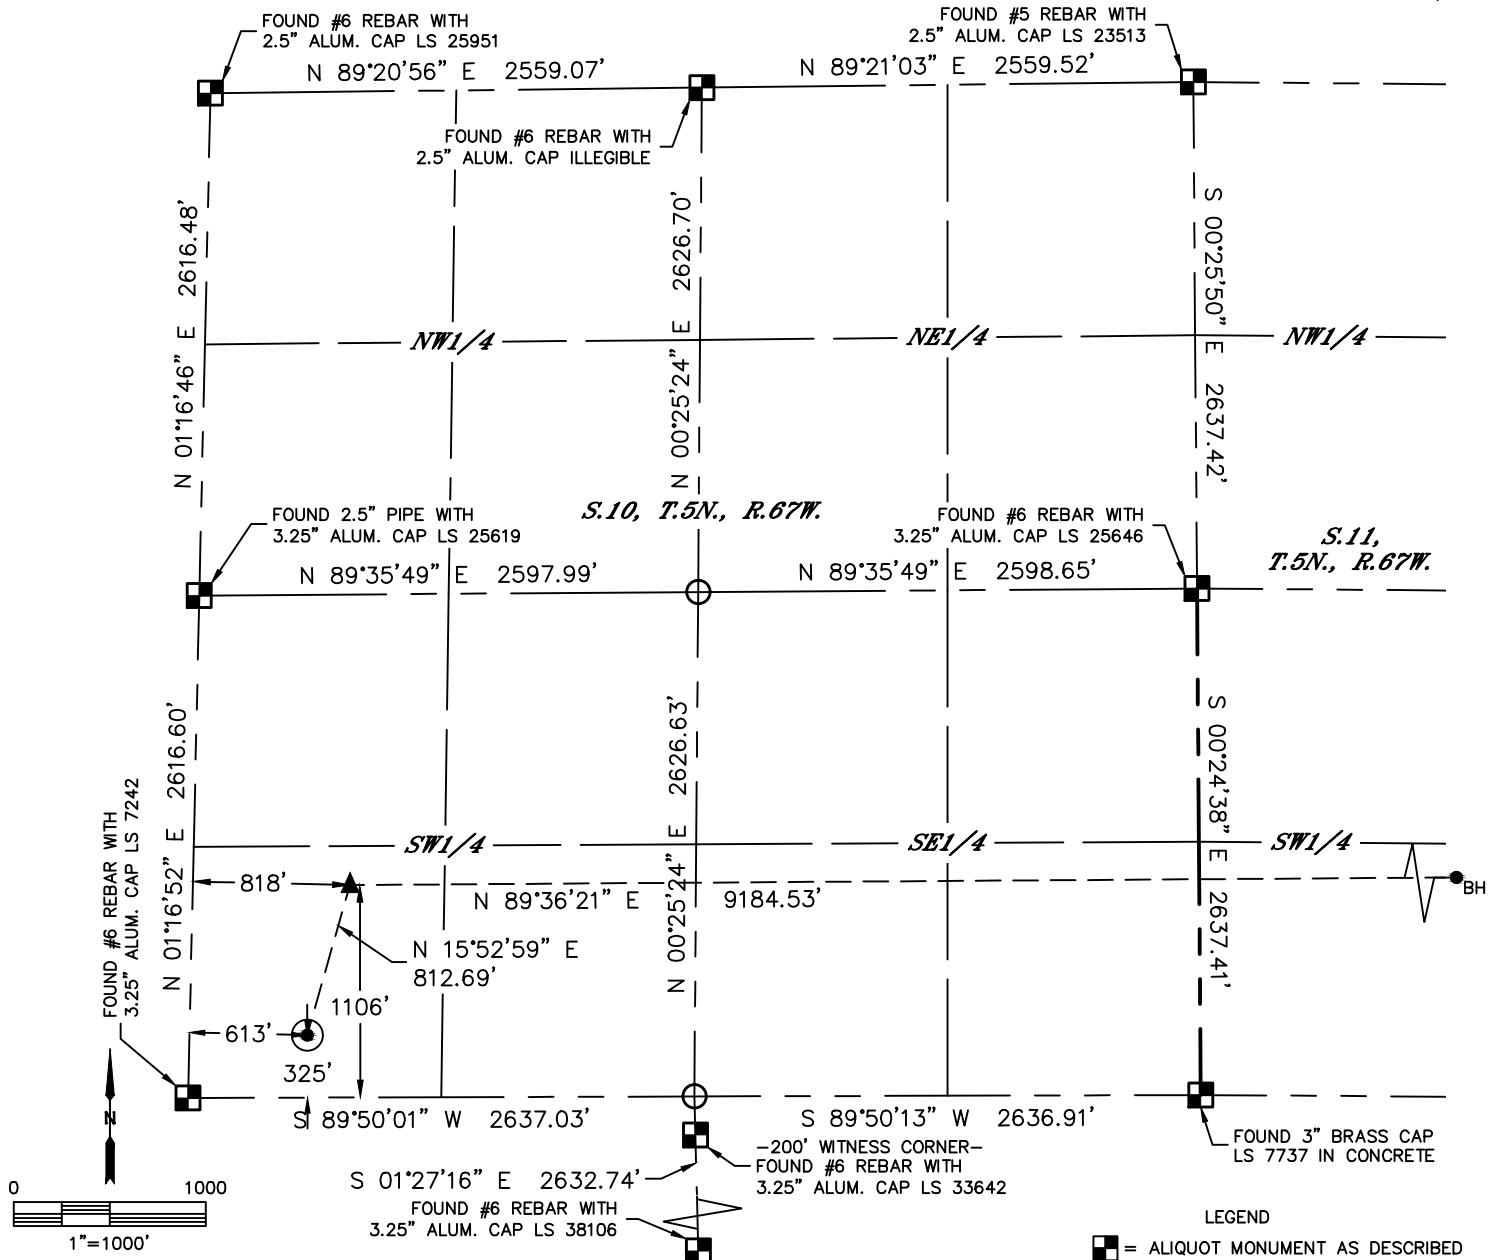 FOUND #6 REBAR WITH
2.5" ALUM. CAP LS 25951
FOUND #5 REBAR WITH
2.5" ALUM. CAP LS 23513
N 89°20'56" E 2559.07'
N 89°21'03" E 2559.52'
FOUND #6 REBAR WITH
2.5" ALUM. CAP ILLEGIBLE
N 01°16'46" E 2616.48'
N 00°25'24" E 2626.70'
S 00°25'50" E 2637.42'
NW1/4
NE1/4
NW1/4
FOUND 2.5" PIPE WITH
3.25" ALUM. CAP LS 25619
S.10, T.5N., R.67W.
FOUND #6 REBAR WITH
3.25" ALUM. CAP LS 25646
S.11,
T.5N., R.67W.
N 89°35'49" E 2597.99'
N 89°35'49" E 2598.65'
FOUND #6 REBAR WITH
3.25" ALUM. CAP LS 7242
N 01°16'52" E 2616.60'
N 00°25'24" E 2626.63'
S 00°24'38" E 2637.41'
SW1/4
SE1/4
SW1/4
818'
N 89°36'21" E 9184.53'
BH
N 15°52'59" E
812.69'
1106'
613'
325'
N
S 89°50'01" W 2637.03'
S 89°50'13" W 2636.91'
-200' WITNESS CORNER-
FOUND #6 REBAR WITH
3.25" ALUM. CAP LS 33642
FOUND 3" BRASS CAP
LS 7737 IN CONCRETE
S 01°27'16" E 2632.74'
FOUND #6 REBAR WITH
3.25" ALUM. CAP LS 38106
0 1000
1"=1000'
LEGEND
= ALIQUOT MONUMENT AS DESCRIBED